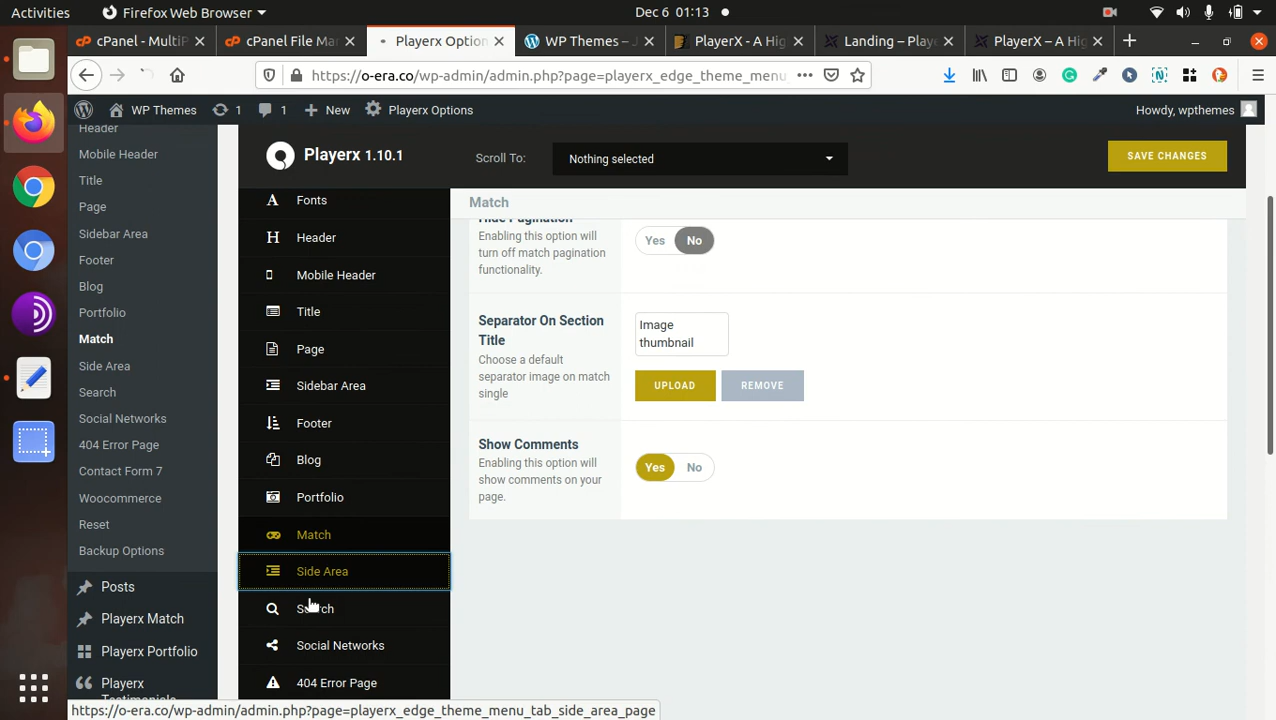 Activities
Firefox Web Browser
Dec 6 01:13
cPanel - MultiP
cPanel File Ma
Playerx Optio
WP Themes – J
PlayerX - A Hig
Landing – Playe
PlayerX – A Hig
https://o-era.co/wp-admin/admin.php?page=playerx_edge_theme_menu
WP Themes
1
1
New
Playerx Options
Howdy, wpthemes
Header
Mobile Header
Title
Page
Sidebar Area
Footer
Blog
Portfolio
Match
Side Area
Search
Social Networks
404 Error Page
Contact Form 7
Woocommerce
Reset
Backup Options
Posts
Playerx Match
Playerx Portfolio
Playerx
Testimonials
Playerx 1.10.1
Scroll To:
Nothing selected
SAVE CHANGES
Fonts
Header
Mobile Header
Title
Page
Sidebar Area
Footer
Blog
Portfolio
Match
Side Area
Search
Social Networks
404 Error Page
Match
Hide Pagination
Enabling this option will
turn off match pagination
functionality.
Yes
No
Separator On Section
Title
Choose a default
separator image on match
single
Image
thumbnail
UPLOAD
REMOVE
Show Comments
Enabling this option will
show comments on your
page.
Yes
No
https://o-era.co/wp-admin/admin.php?page=playerx_edge_theme_menu_tab_side_area_page